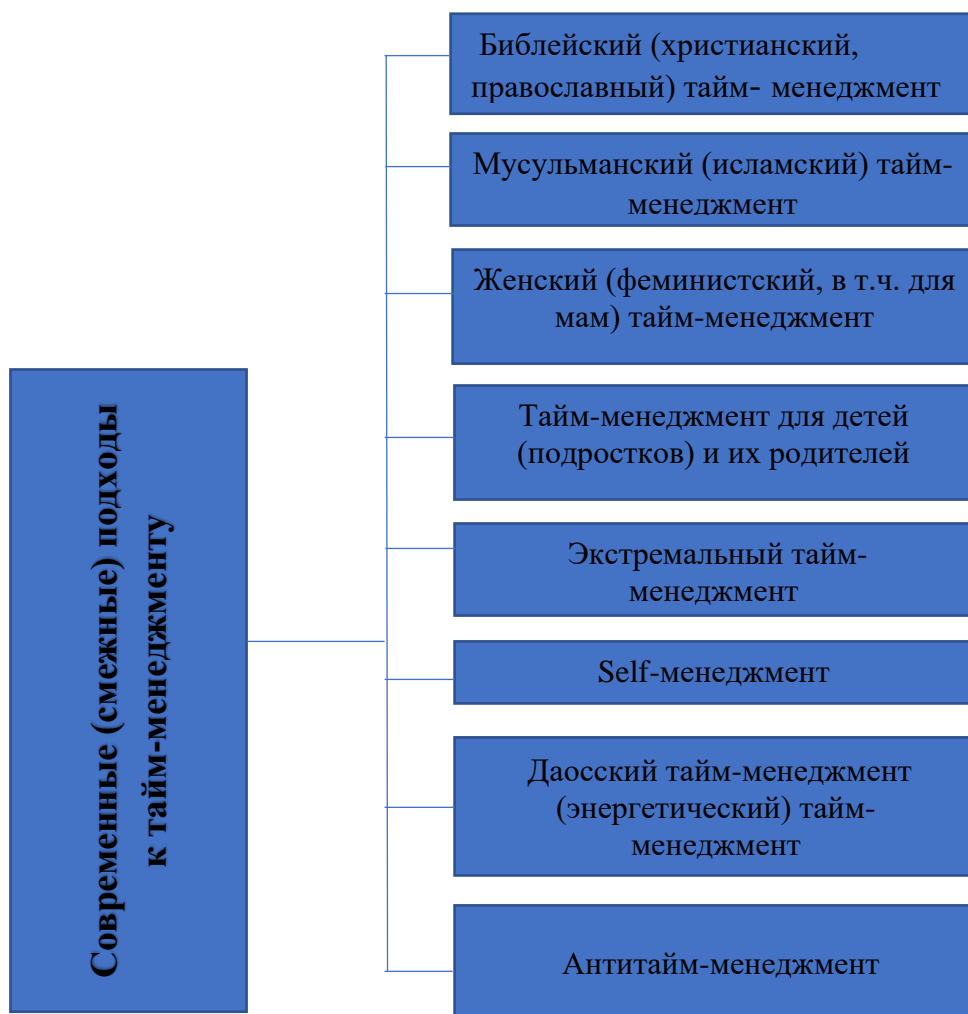 Современные (смежные) подходы
к тайм-менеджменту
Библейский (христианский,
православный) тайм- менеджмент
Мусульманский (исламский) тайм-
менеджмент
Женский (феминистский, в т.ч. для
мам) тайм-менеджмент
Тайм-менеджмент для детей
(подростков) и их родителей
Экстремальный тайм-
менеджмент
Self-менеджмент
Даосский тайм-менеджмент
(энергетический) тайм-
менеджмент
Антитайм-менеджмент